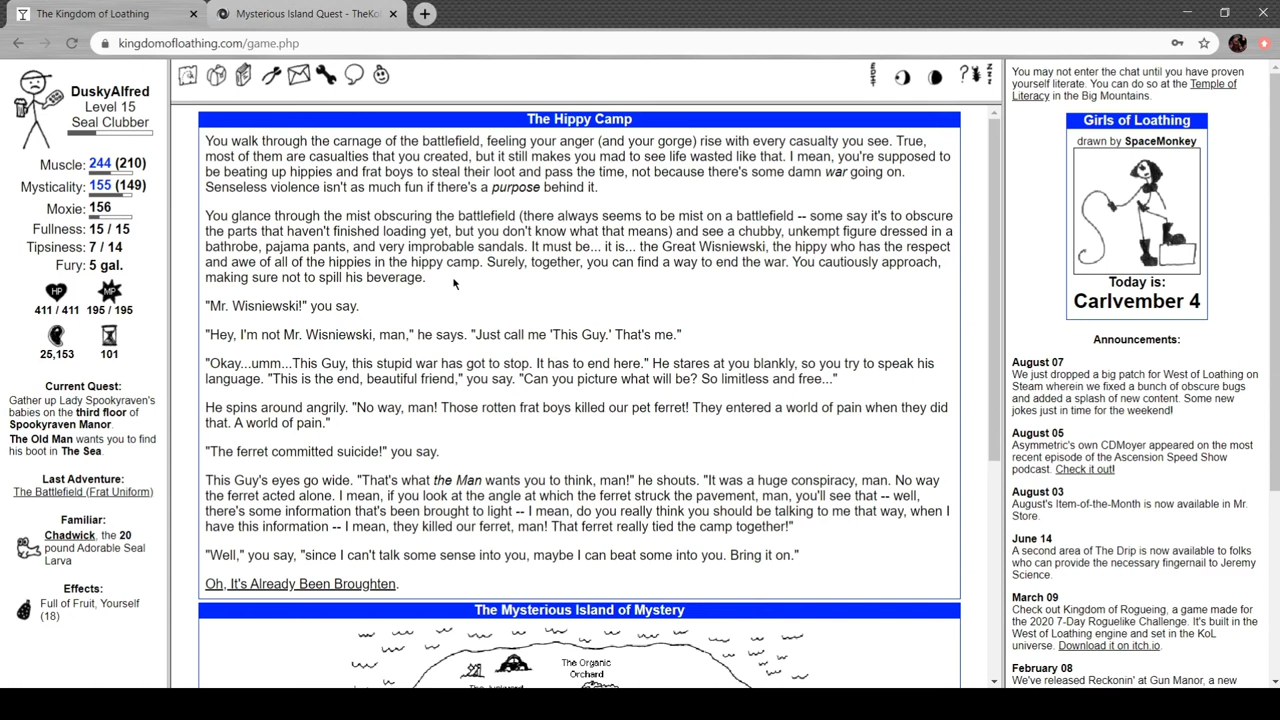 The Kingdom of Loathing
Mysterious Island Quest - TheKol
kingdomofloathing.com/game.php
DuskyAlfred
Level 15
Seal Clubber
Muscle: 244 (210)
Mysticality: 155 (149)
Moxie: 156
Fullness: 15 / 15
Tipsiness: 7 / 14
Fury: 5 gal.
HP
MP
411 / 411
195 / 195
25,153
101
Current Quest:
Gather up Lady Spookyraven's
babies on the third floor of
Spookyraven Manor.
The Old Man wants you to find
his boot in The Sea.
Last Adventure:
The Battlefield (Frat Uniform)
Familiar:
Chadwick, the 20
pound Adorable Seal
Larva
Effects:
Full of Fruit, Yourself
(18)
The Hippy Camp
You walk through the carnage of the battlefield, feeling your anger (and your gorge) rise with every casualty you see. True,
most of them are casualties that you created, but it still makes you mad to see life wasted like that. I mean, you're supposed to
be beating up hippies and frat boys to steal their loot and pass the time, not because there's some damn war going on.
Senseless violence isn't as much fun if there's a purpose behind it.
You glance through the mist obscuring the battlefield (there always seems to be mist on a battlefield -- some say it's to obscure
the parts that haven't finished loading yet, but you don't know what that means) and see a chubby, unkempt figure dressed in a
bathrobe, pajama pants, and very improbable sandals. It must be... it is... the Great Wisniewski, the hippy who has the respect
and awe of all of the hippies in the hippy camp. Surely, together, you can find a way to end the war. You cautiously approach,
making sure not to spill his beverage.
"Mr. Wisniewski!" you say.
"Hey, I'm not Mr. Wisniewski, man," he says. "Just call me 'This Guy.' That's me."
"Okay...umm...This Guy, this stupid war has got to stop. It has to end here." He stares at you blankly, so you try to speak his
language. "This is the end, beautiful friend," you say. "Can you picture what will be? So limitless and free..."
He spins around angrily. "No way, man! Those rotten frat boys killed our pet ferret! They entered a world of pain when they did
that. A world of pain."
"The ferret committed suicide!" you say.
This Guy's eyes go wide. "That's what the Man wants you to think, man!" he shouts. "It was a huge conspiracy, man. No way
the ferret acted alone. I mean, if you look at the angle at which the ferret struck the pavement, man, you'll see that -- well,
there's some information that's been brought to light -- I mean, do you really think you should be talking to me that way, when I
have this information -- I mean, they killed our ferret, man! That ferret really tied the camp together!"
"Well," you say, "since I can't talk some sense into you, maybe I can beat some into you. Bring it on."
Oh, It's Already Been Broughten.
The Mysterious Island of Mystery
The Organic
Orchard
You may not enter the chat until you have proven
yourself literate. You can do so at the Temple of
Literacy in the Big Mountains.
Girls of Loathing
drawn by SpaceMonkey
Today is:
Carlvember 4
Announcements:
August 07
We just dropped a big patch for West of Loathing on
Steam wherein we fixed a bunch of obscure bugs
and added a splash of new content. Some new
jokes just in time for the weekend!
August 05
Asymmetric's own CDMoyer appeared on the most
recent episode of the Ascension Speed Show
podcast. Check it out!
August 03
August's Item-of-the-Month is now available in Mr.
Store.
June 14
A second area of The Drip is now available to folks
who can provide the necessary fingernail to Jeremy
Science.
March 09
Check out Kingdom of Rogueing, a game made for
the 2020 7-Day Roguelike Challenge. It's built in the
West of Loathing engine and set in the KoL
universe. Download it on itch.io.
February 08
We've released Reckonin' at Gun Manor, a new